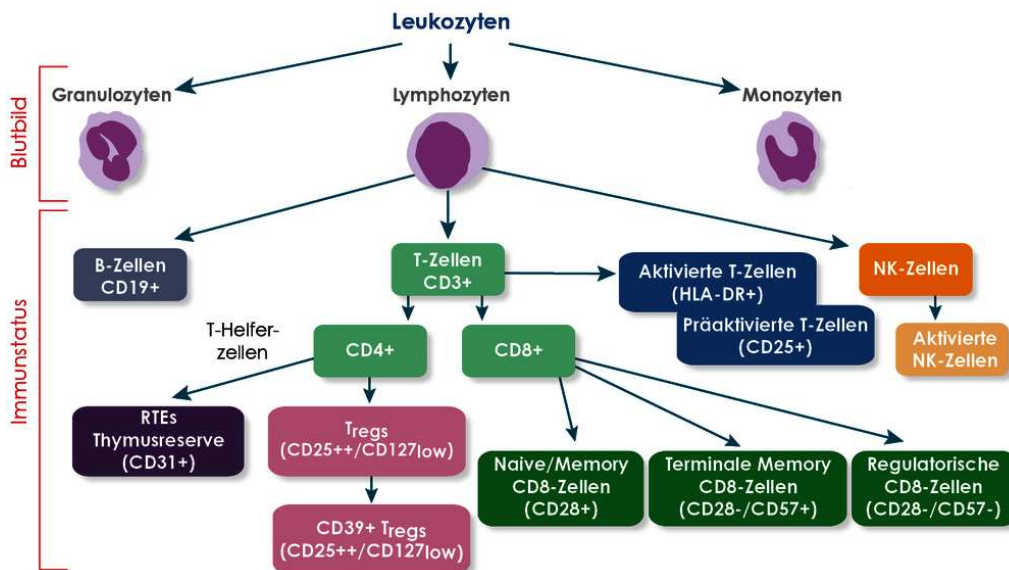 Leukozyten
Blutbild
Granulozyten
Lymphozyten
Monozyten
Immunstatus
B-Zellen
CD19+
T-Zellen
CD3+
Aktivierte T-Zellen
(HLA-DR+)
Präaktivierte T-Zellen
(CD25+)
NK-Zellen
Aktivierte
NK-Zellen
T-Helfer-
zellen
CD4+
CD8+
RTEs
Thymusreserve
(CD31+)
Tregs
(CD25++/CD127low)
CD39+ Tregs
(CD25++/CD127low)
Naive/Memory
CD8-Zellen
(CD28+)
Terminale Memory
CD8-Zellen
(CD28-/CD57+)
Regulatorische
CD8-Zellen
(CD28-/CD57-)